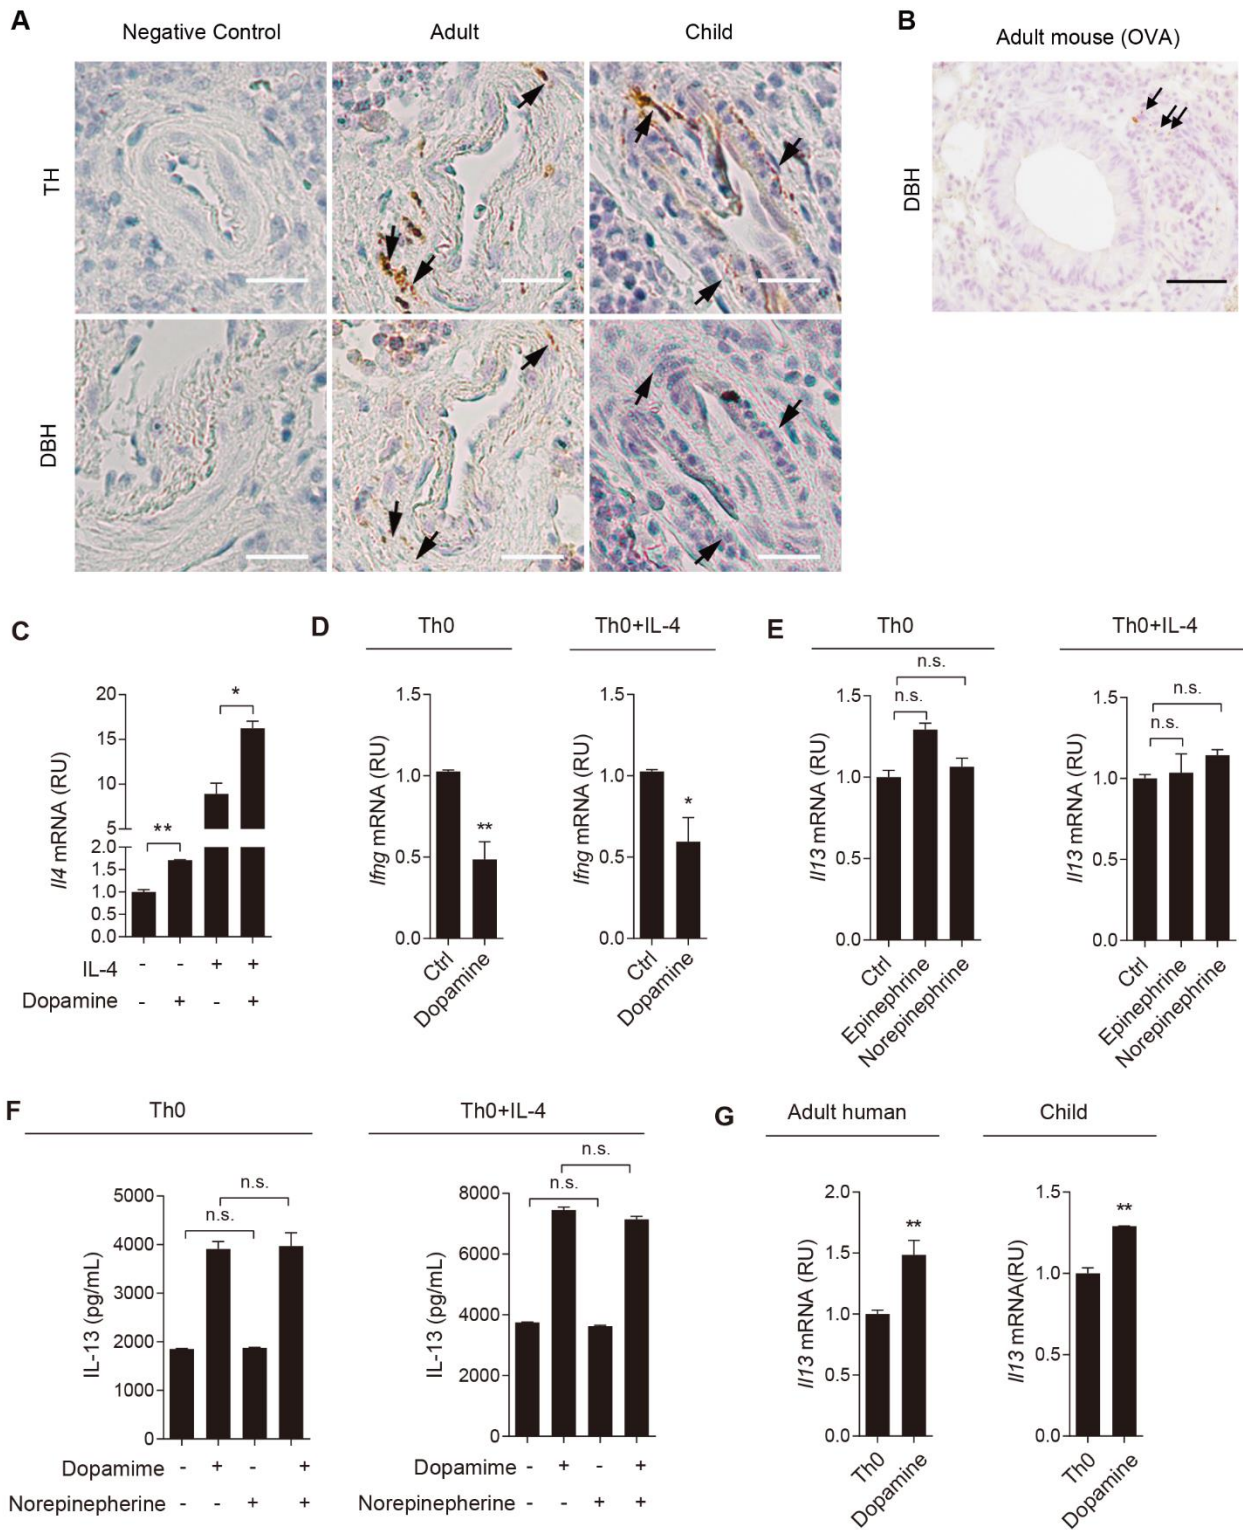 A
Negative Control
Adult
Child
TH
DBH
B
Adult mouse (OVA)
DBH
C
Il4 mRNA (RU)
20
15
10
5
2.0
1.5
1.0
0.5
0.0
**
*
IL-4 - - + +
Dopamine - + - +
D
Th0
Ifng mRNA (RU)
1.5
1.0
0.5
0.0
**
Ctrl
Dopamine
Th0+IL-4
Ifng mRNA (RU)
1.5
1.0
0.5
0.0
*
Ctrl
Dopamine
E
Th0
Il13 mRNA (RU)
1.5
1.0
0.5
0.0
n.s.
n.s.
Ctrl
Epinephrine
Norepinephrine
Th0+IL-4
Il13 mRNA (RU)
1.5
1.0
0.5
0.0
n.s.
n.s.
Ctrl
Epinephrine
Norepinephrine
F
Th0
IL-13 (pg/mL)
5000
4000
3000
2000
1000
0
n.s.
n.s.
Dopamime - + - +
Norepinepherine - - + +
Th0+IL-4
IL-13 (pg/mL)
8000
6000
4000
2000
0
n.s.
n.s.
Dopamime - + - +
Norepinepherine - - + +
G
Adult human
Il13 mRNA (RU)
2.0
1.5
1.0
0.5
0.0
**
Th0
Dopamine
Child
Il13 mRNA(RU)
1.5
1.0
0.5
0.0
**
Th0
Dopamine